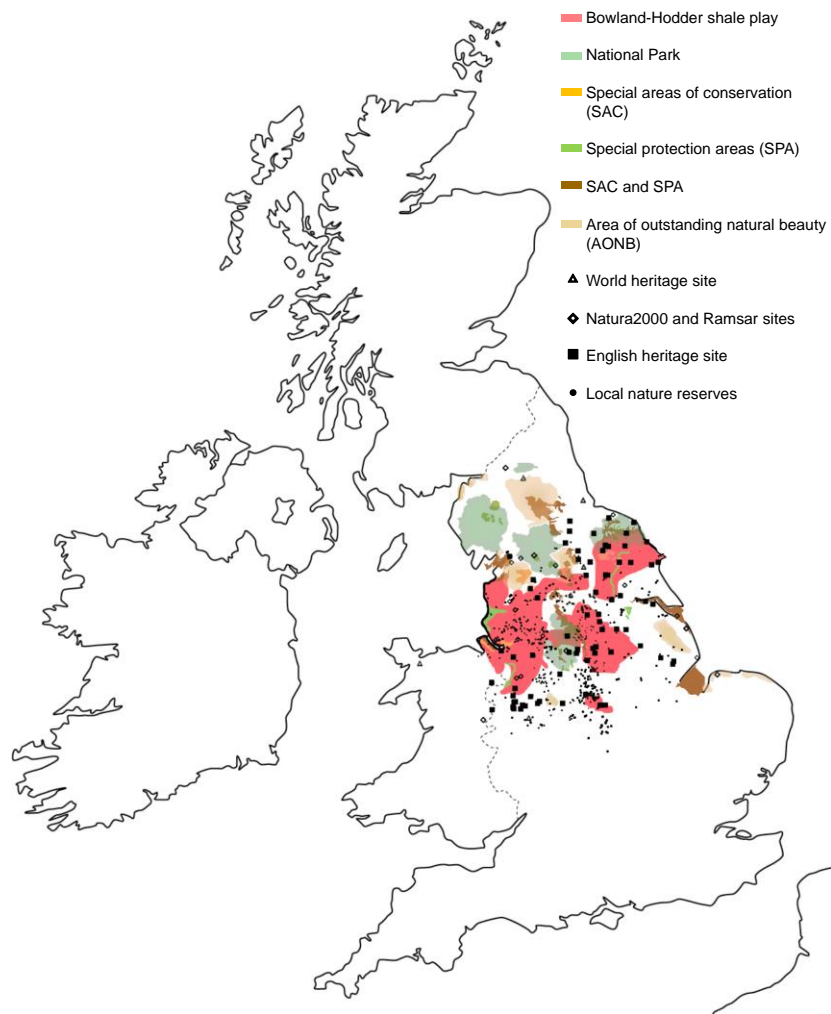 Bowland-Hodder shale play
National Park
Special areas of conservation
(SAC)
Special protection areas (SPA)
SAC and SPA
Area of outstanding natural beauty
(AONB)
World heritage site
Natura2000 and Ramsar sites
English heritage site
Local nature reserves